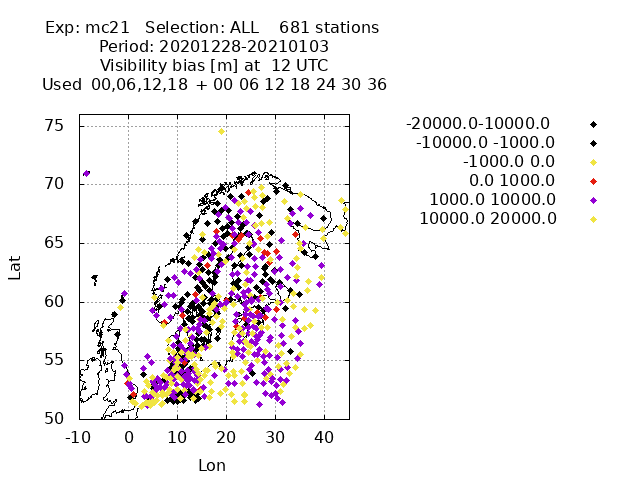 Exp: mc21 Selection: ALL 681 stations
Period: 20201228-20210103
Visibility bias [m] at 12 UTC
Used 00,06,12,18 + 00 06 12 18 24 30 36
-20000.0-10000.0
-10000.0 -1000.0
-1000.0 0.0
0.0 1000.0
1000.0 10000.0
10000.0 20000.0
75
70
65
60
55
50
Lat
-10 0 10 20 30 40
Lon